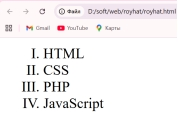 Файл D:/soft/web/royhat/royhat.html
Gmail YouTube Карты
I. HTML
II. CSS
III. PHP
IV. JavaScript